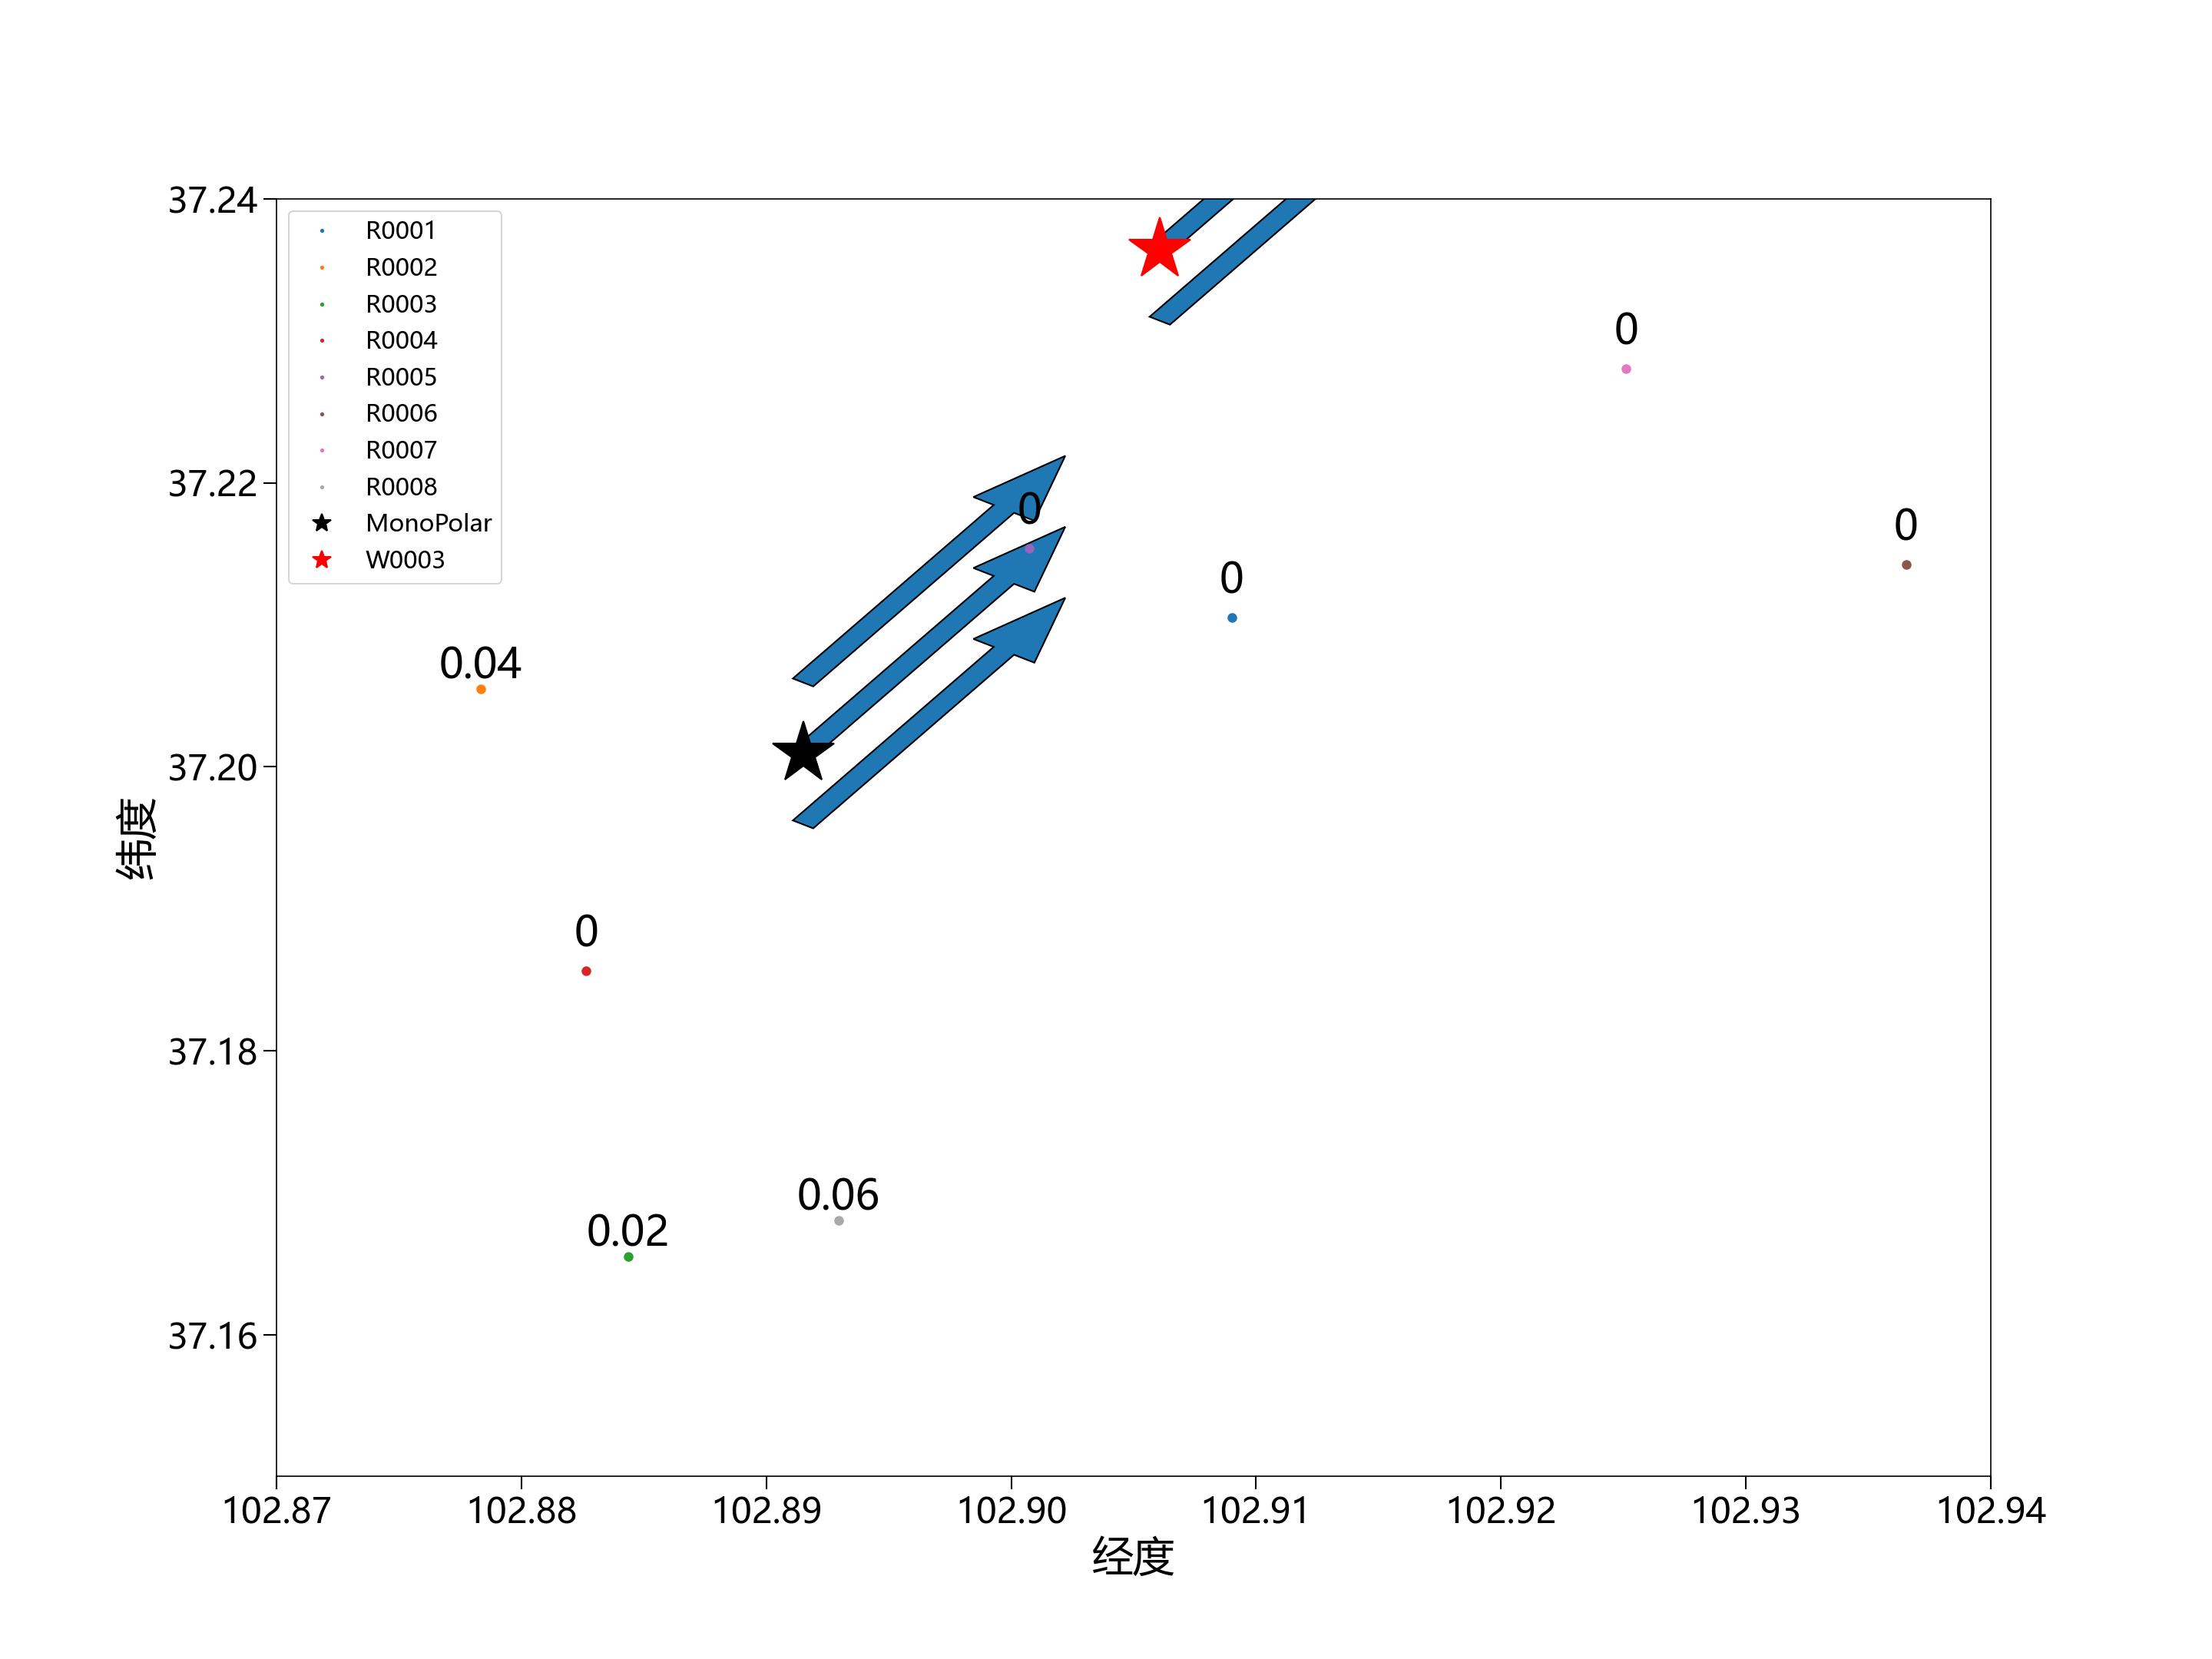 37.24
37.22
37.20
37.18
37.16
纬度
R0001
R0002
R0003
R0004
R0005
R0006
R0007
R0008
MonoPolar
W0003
0
0
0
0
0.04
0
0.06
0.02
102.87 102.88 102.89 102.90 102.91 102.92 102.93 102.94
经度